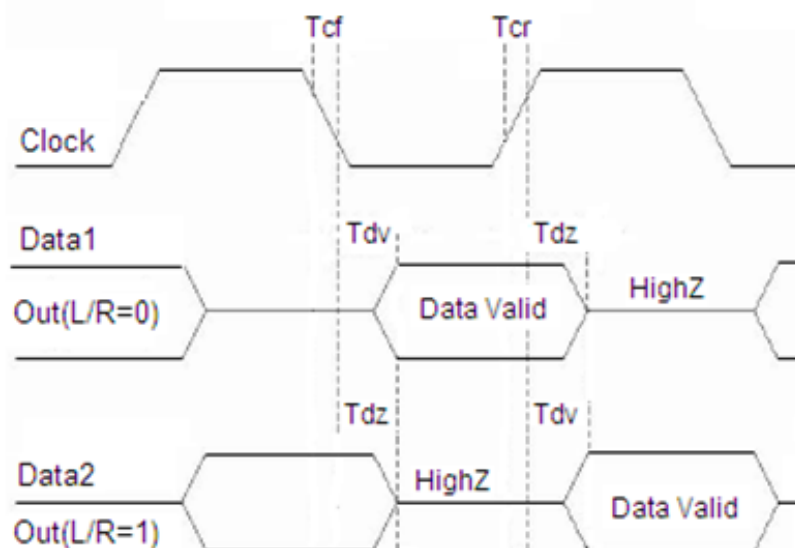 Tcf Tcr
Clock
Tdv Tdz
Data1
HighZ
Out(L/R=0) Data Valid
Tdz Tdv
Data2 HighZ
Data Valid
Out(L/R=1)